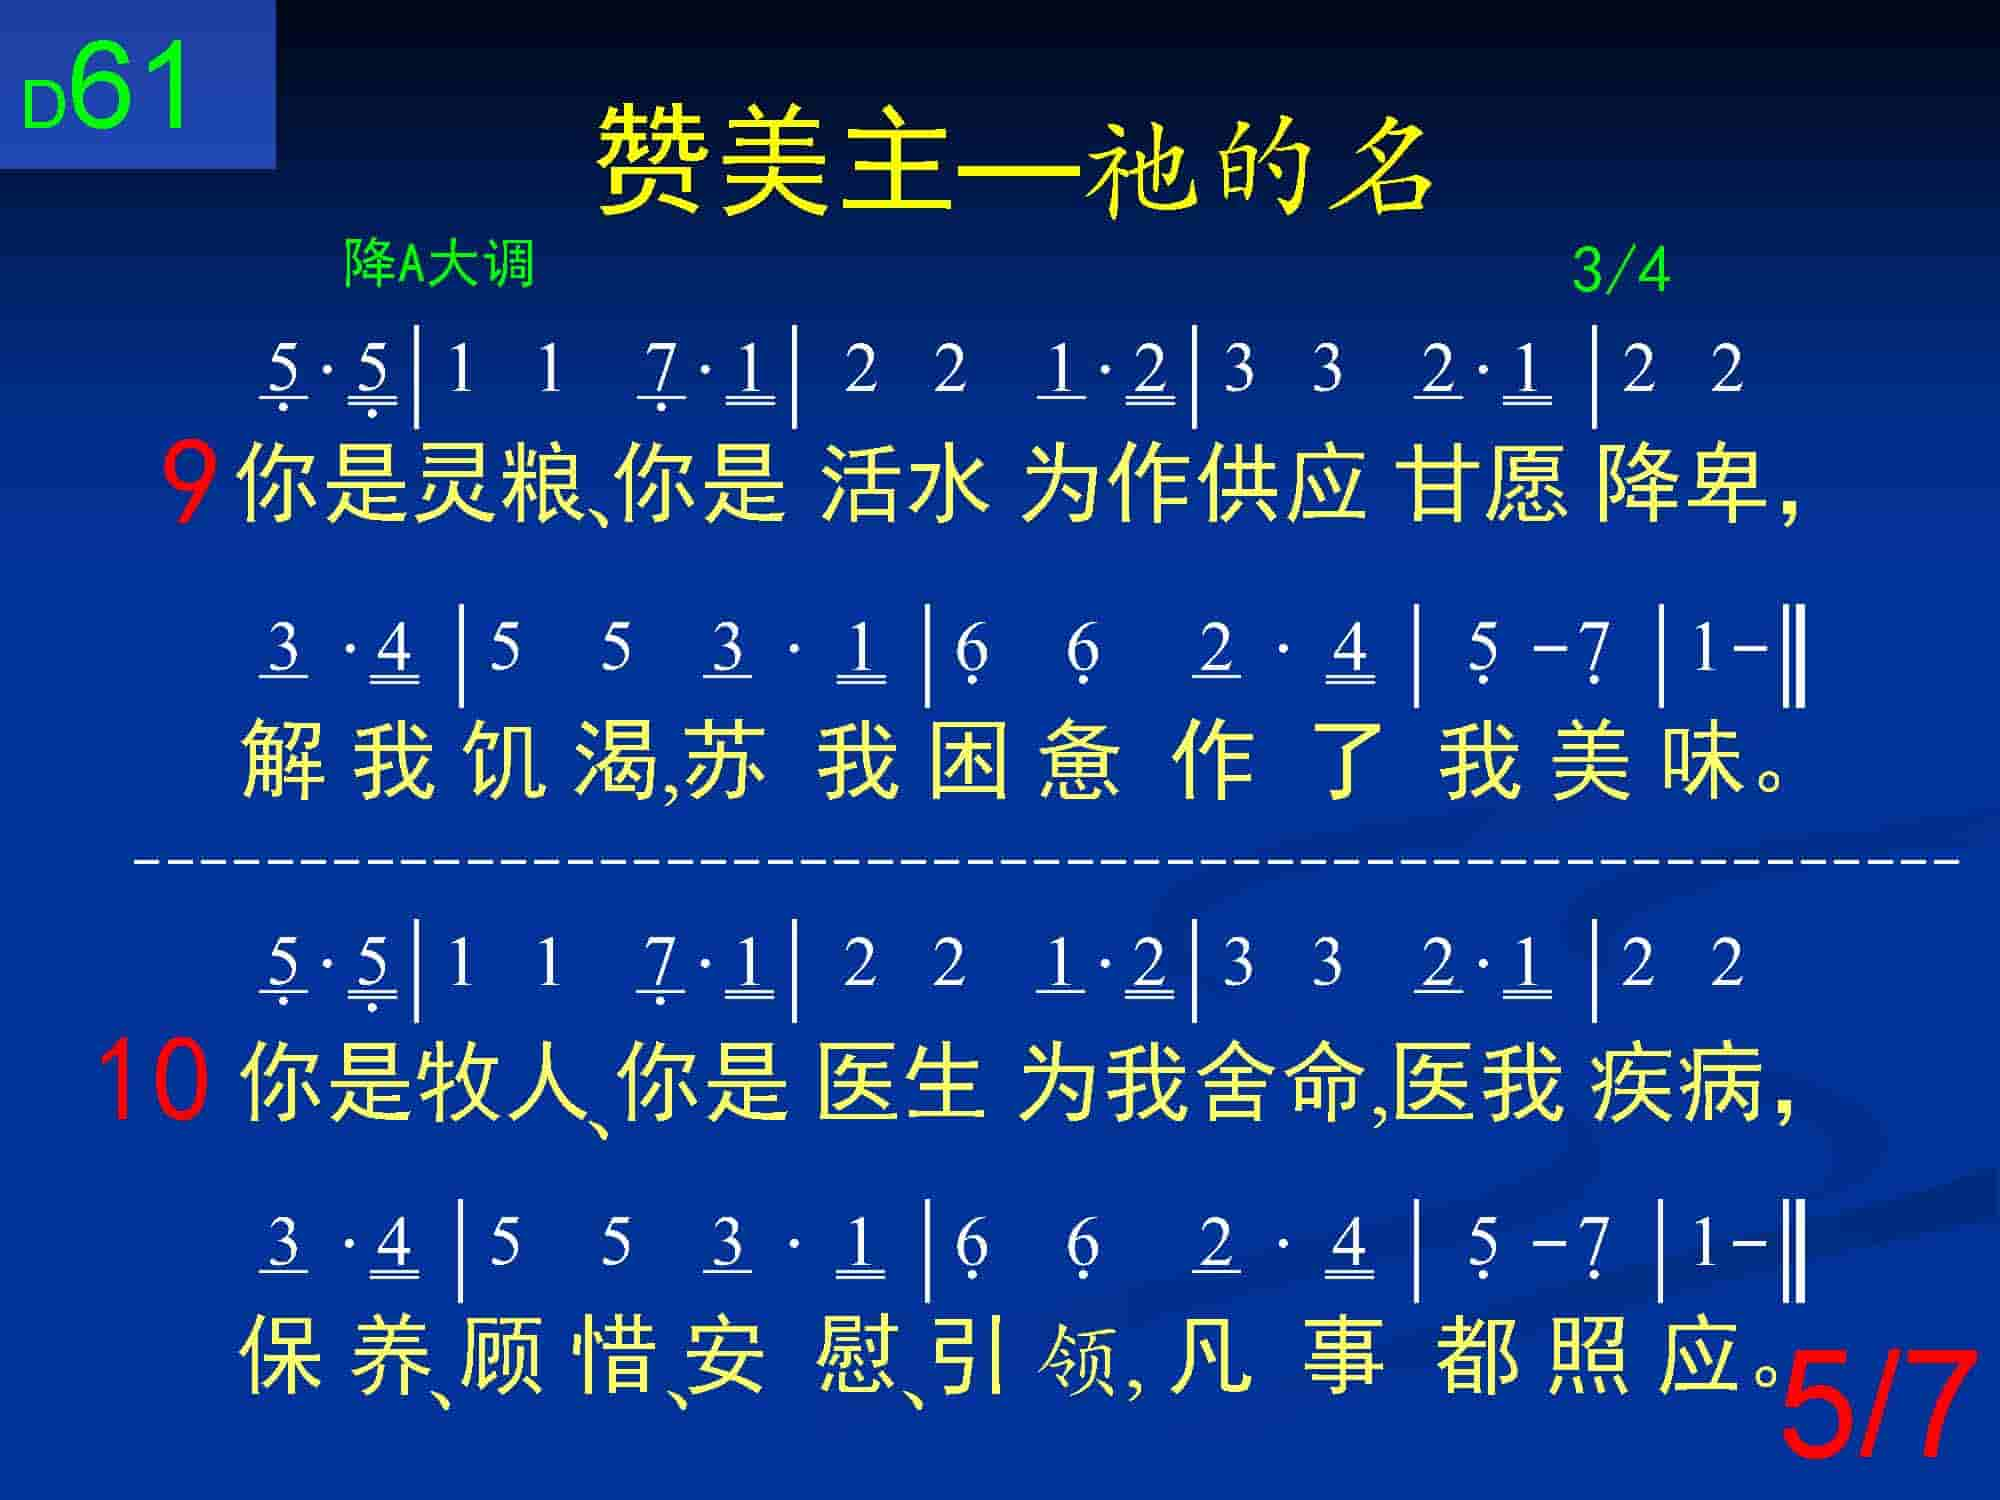 D61
赞美主—祂的名
降A大调 3/4
5·5|1 1 7·1|2 2 1·2|3 3 2·1|2 2
9 你是灵粮、你是 活水 为作供应 甘愿 降卑，
3·4|5 5 3·1|6 6 2·4|5-7|1-‖
解我饥渴,苏我困惫 作了我美味。
5·5|1 1 7·1|2 2 1·2|3 3 2·1|2 2
10 你是牧人、你是 医生 为我舍命,医我 疾病，
3·4|5 5 3·1|6 6 2·4|5-7|1-‖
保养、顾惜、安慰、引领,凡事都照应。
5/7